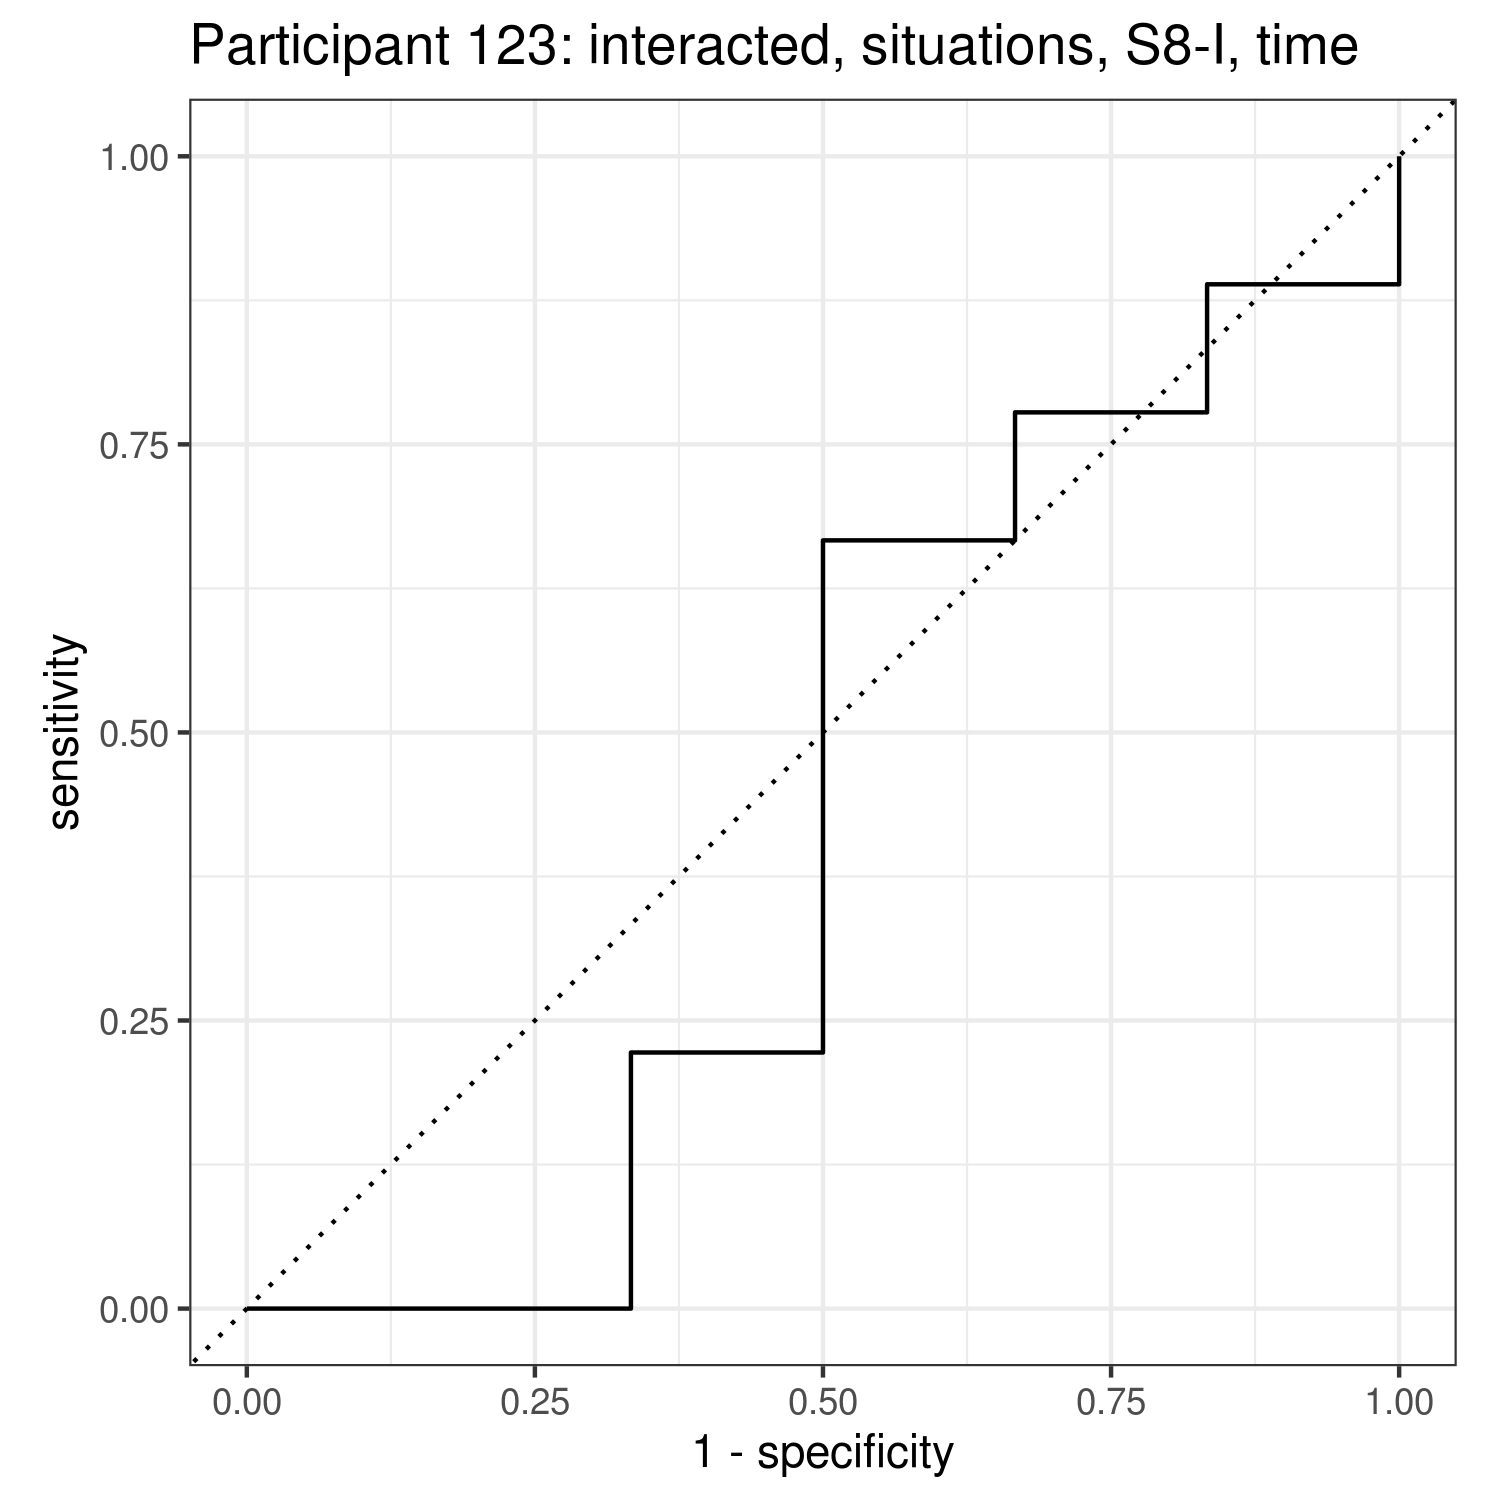 Participant 123: interacted, situations, S8-I, time
1.00
0.75
0.50
0.25
0.00
sensitivity
0.00 0.25 0.50 0.75 1.00
1 - specificity